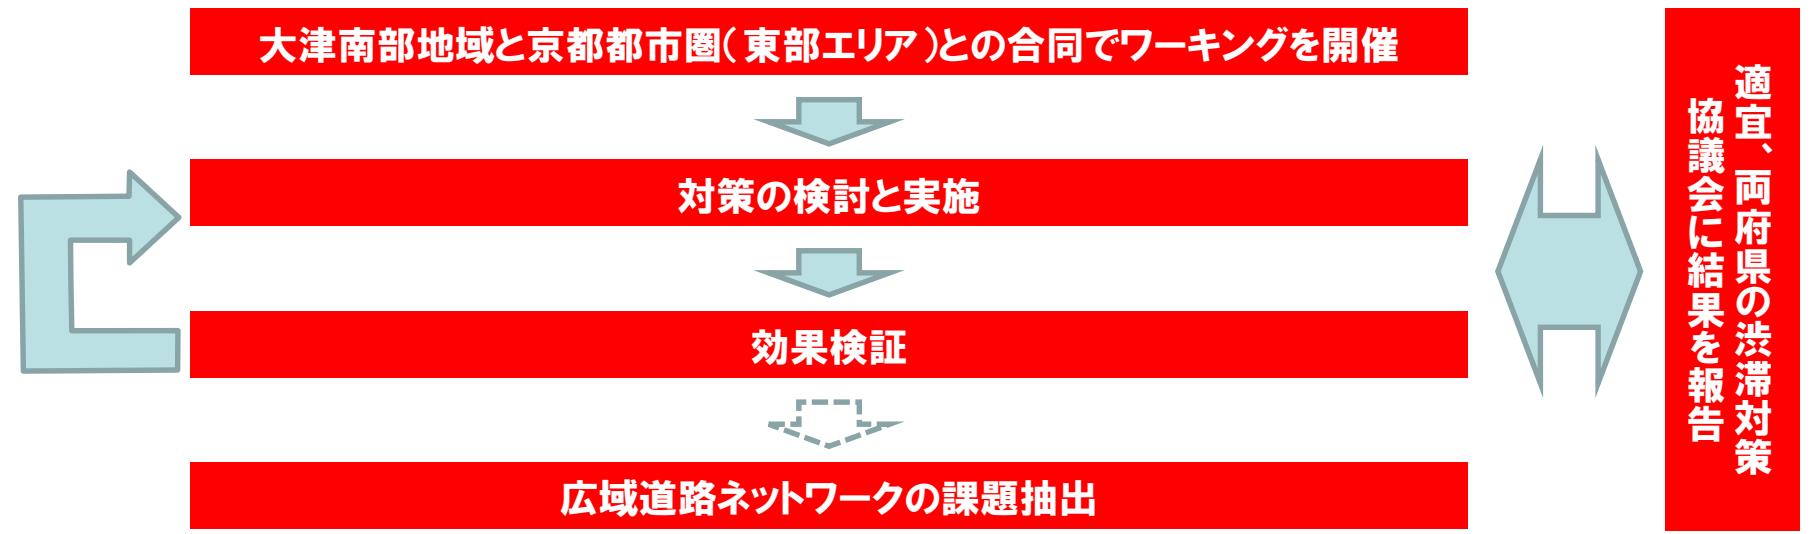 大津南部地域と京都都市圏（東部エリア）との合同でワーキングを開催
対策の検討と実施
効果検証
広域道路ネットワークの課題抽出
適宜、両府県の渋滞対策
協議会に結果を報告